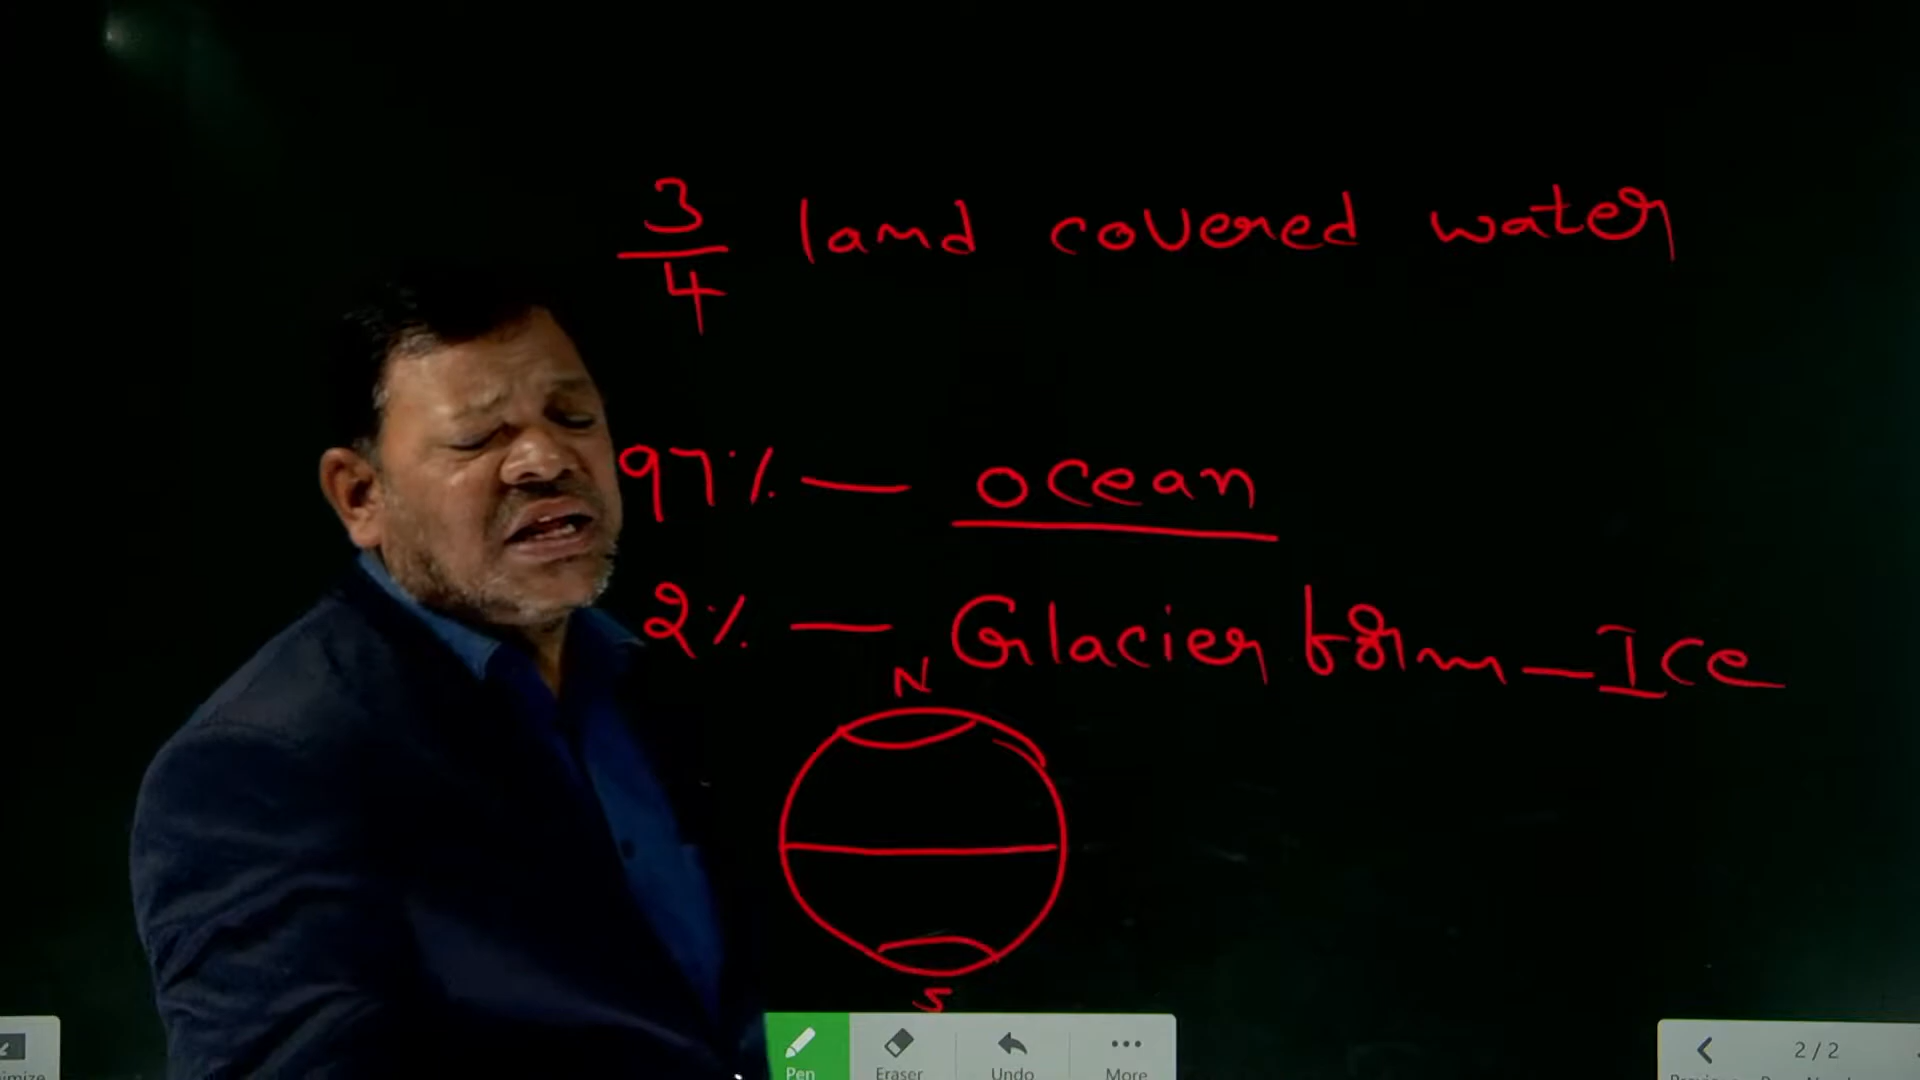 3/4 land covered water
97% — ocean
2% — Glacier form — Ice
N
S
Pen Eraser Undo More
2 / 2